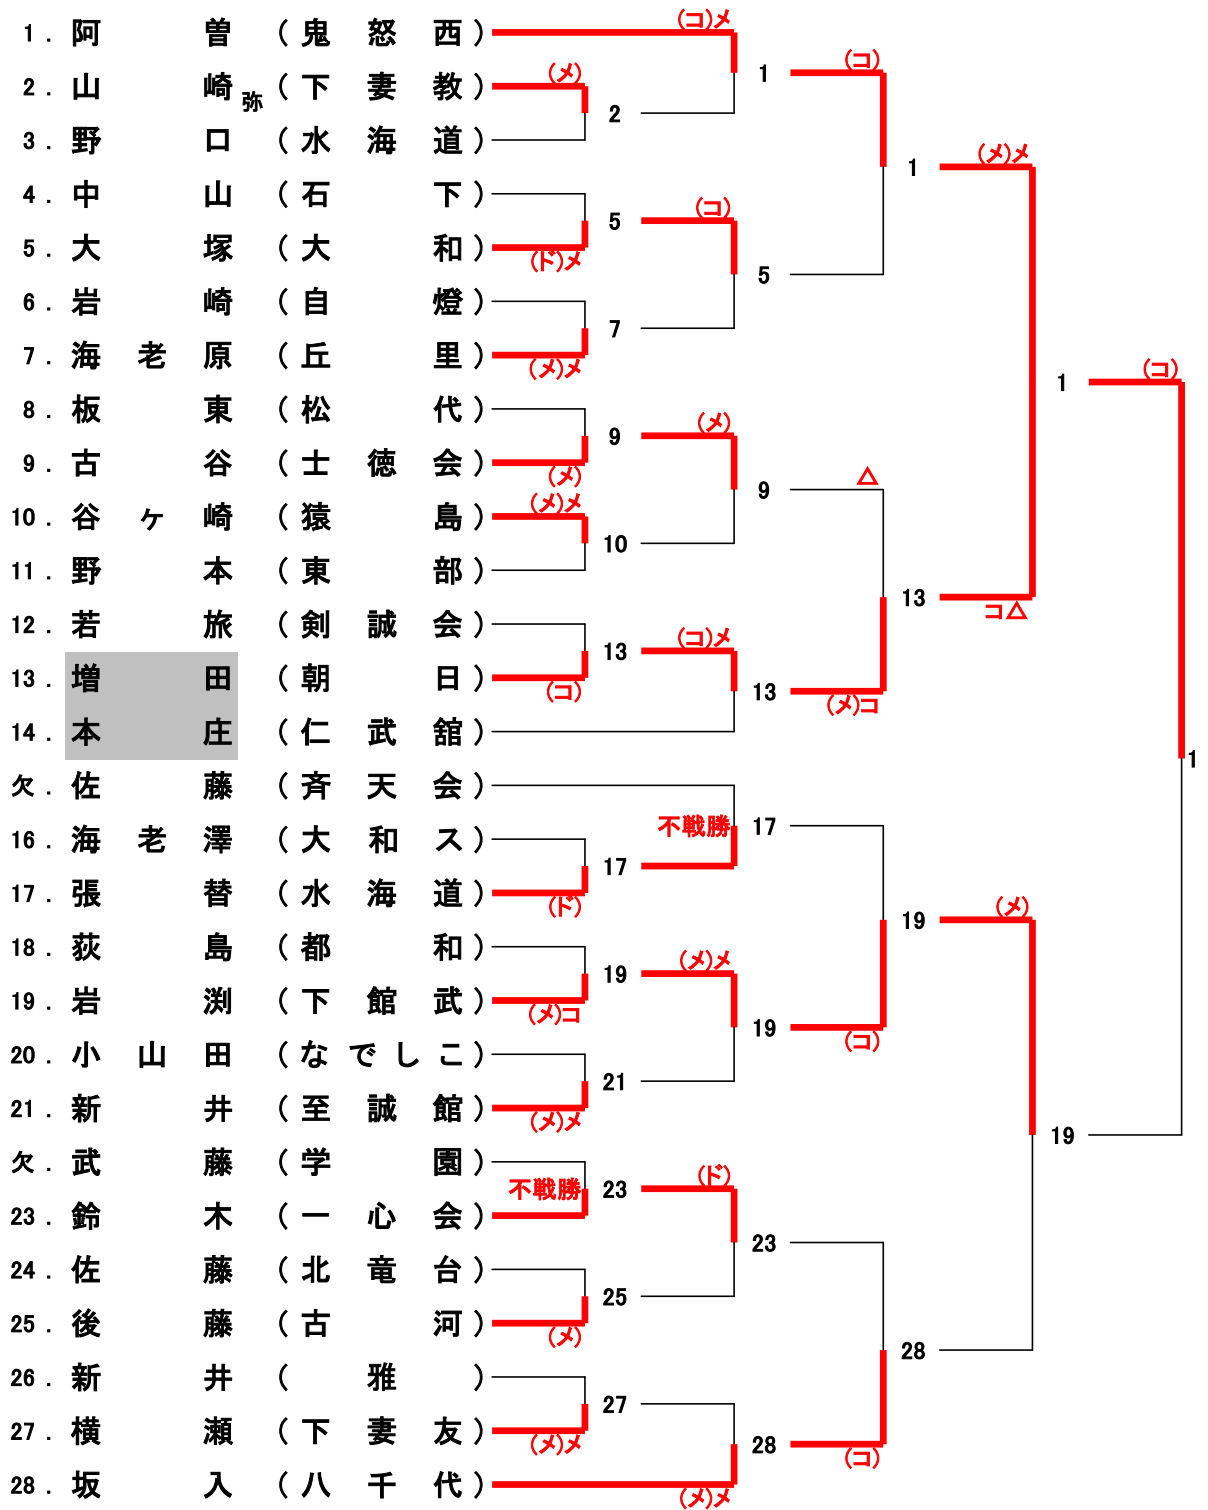 1. 阿曽 (鬼怒西)
2. 山崎弥 (下妻教)
3. 野口 (水海道)
4. 中山 (石下)
5. 大塚 (大和)
6. 岩崎 (自燈)
7. 海老原 (丘里)
8. 板東 (松代)
9. 古谷 (士徳会)
10. 谷ヶ崎 (猿島)
11. 野本 (東部)
12. 若旅 (剣誠会)
13. 増田 (朝日)
14. 本庄 (仁武舘)
欠. 佐藤 (斉天会)
16. 海老澤 (大和ス)
17. 張替 (水海道)
18. 荻島 (都和)
19. 岩渕 (下館武)
20. 小山田 (なでしこ)
21. 新井 (至誠館)
欠. 武藤 (学園)
23. 鈴木 (一心会)
24. 佐藤 (北竜台)
25. 後藤 (古河)
26. 新井 (雅)
27. 横瀬 (下妻友)
28. 坂入 (八千代)
(メ)
2
5
(ド)メ
7
(メ)メ
9
(メ)
(メ)メ
10
13
(コ)
17
(ド)
19
(メ)コ
21
(メ)メ
不戦勝
23
25
(メ)
27
(メ)メ
(コ)メ
1
(コ)
5
(メ)
9
(コ)メ
13
不戦勝
17
(メ)メ
19
(ド)
23
28
(メ)メ
(コ)
1
△
13
(メ)コ
19
(コ)
28
(コ)
(メ)メ
1
コ△
(メ)
19
(コ)
1